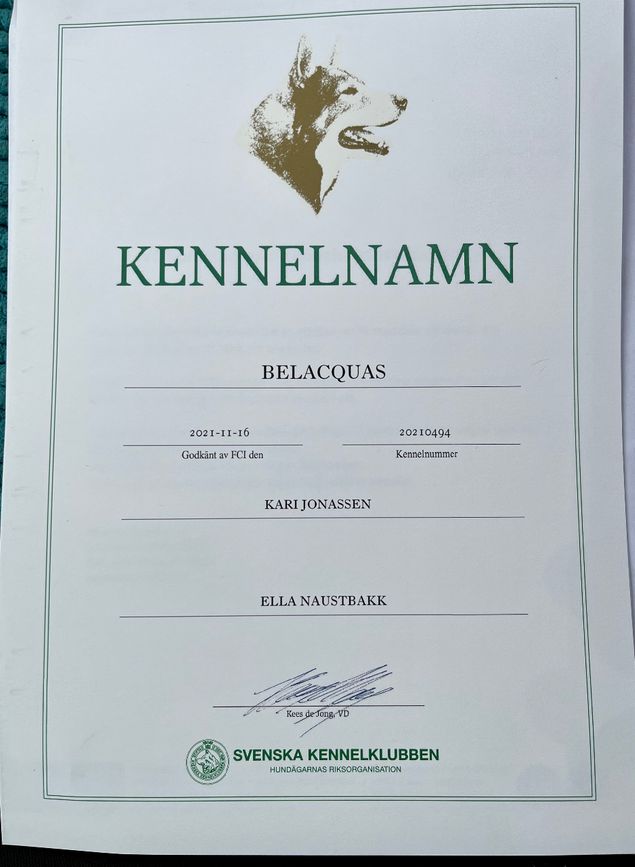 KENNELNAMN
BELACQUAS
2021-11-16 20210494
Godkänt av FCI den Kennelnummer
KARI JONASSEN
ELLA NAUSTBAKK
Kees de Jong, VD
SVENSKA KENNELKLUBBEN
HUNDÄGARNAS RIKSORGANISATION